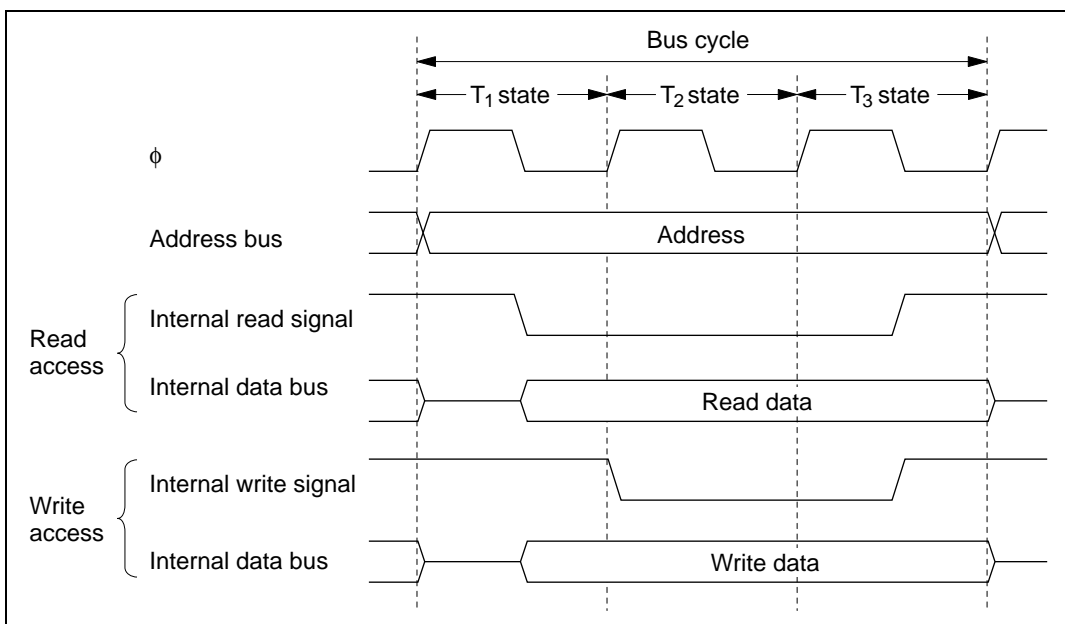 Bus cycle
T₁ state
T₂ state
T₃ state
ϕ
Address bus
Address
Read
access
Internal read signal
Internal data bus
Read data
Write
access
Internal write signal
Internal data bus
Write data